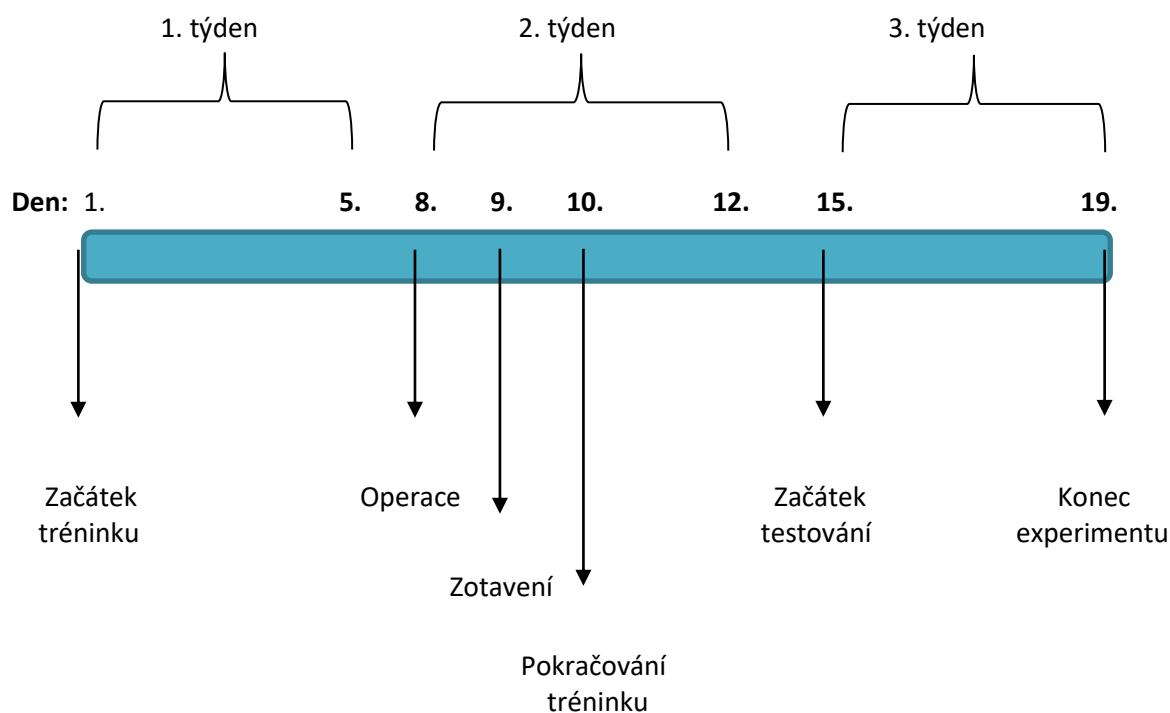 1. týden 2. týden 3. týden
Den: 1. 5. 8. 9. 10. 12. 15. 19.
Začátek
tréninku
Operace
Začátek
testování
Konec
experimentu
Zotavení
Pokračování
tréninku